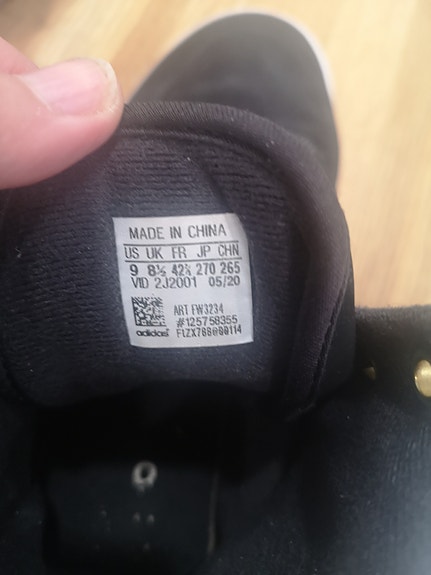 MADE IN CHINA
US UK FR JP CHN
9 8½ 42⅔ 270 265
VID 2J2001 05/20
ART FW3234
#125758355
adidas